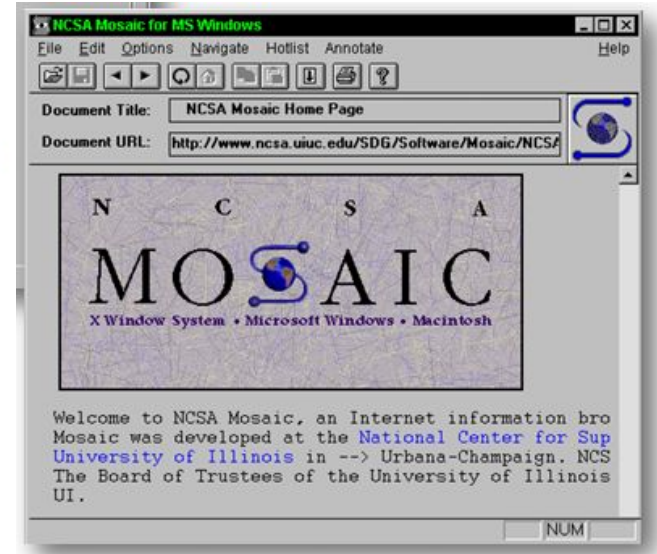 NCSA Mosaic for MS Windows
File Edit Options Navigate Hotlist Annotate Help
Document Title: NCSA Mosaic Home Page
Document URL: http://www.ncsa.uiuc.edu/SDG/Software/Mosaic/NCSA
N C S A
MOSAIC
X Window System • Microsoft Windows • Macintosh
Welcome to NCSA Mosaic, an Internet information bro
Mosaic was developed at the National Center for Sup
University of Illinois in --> Urbana-Champaign. NCS
The Board of Trustees of the University of Illinois
UI.
NUM